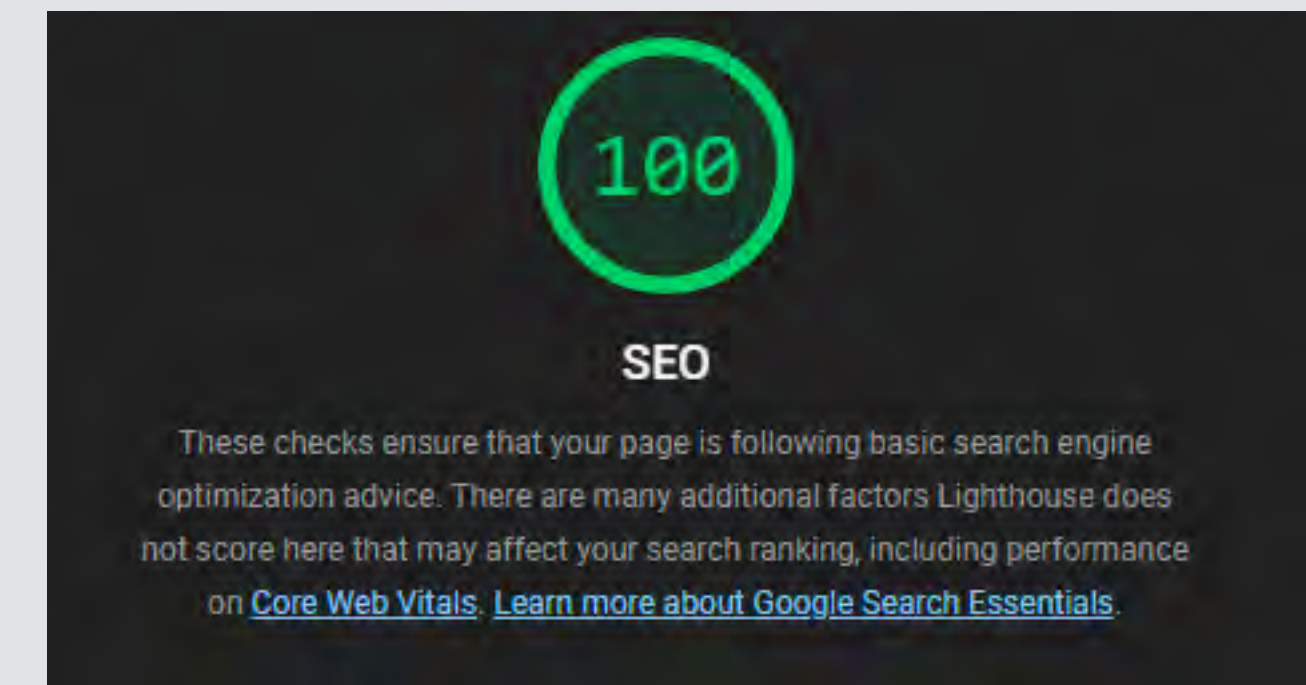 100
SEO
These checks ensure that your page is following basic search engine
optimization advice. There are many additional factors Lighthouse does
not score here that may affect your search ranking, including performance
on Core Web Vitals. Learn more about Google Search Essentials.